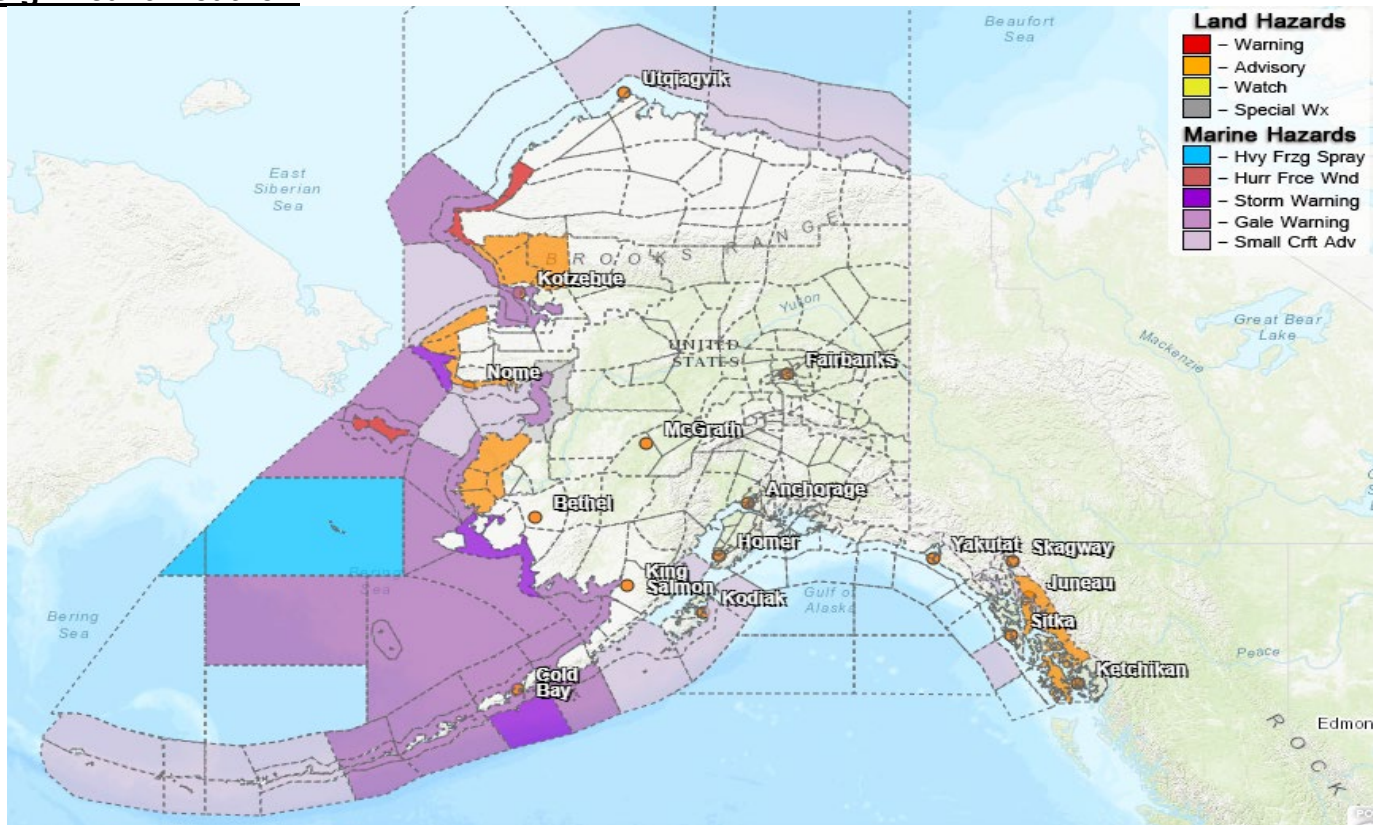 Land Hazards
– Warning
– Advisory
– Watch
– Special Wx
Marine Hazards
– Hvy Frzg Spray
– Hurr Frce Wnd
– Storm Warning
– Gale Warning
– Small Crft Adv
Beaufort
Sea
Utqiagvik
East
Siberian
Sea
BROOKS RANGE
Kotzebue
Yukon
Great Bear
Lake
Mackenzie
UNITED
STATES
Fairbanks
Nome
McGrath
Anchorage
Bethel
Homer
Yakutat
Skagway
King
Salmon
Juneau
Bering
Sea
Kodiak
Gulf of
Alaska
Sitka
Bering
Sea
Peace
Cold
Bay
Ketchikan
Edmon
ROCK